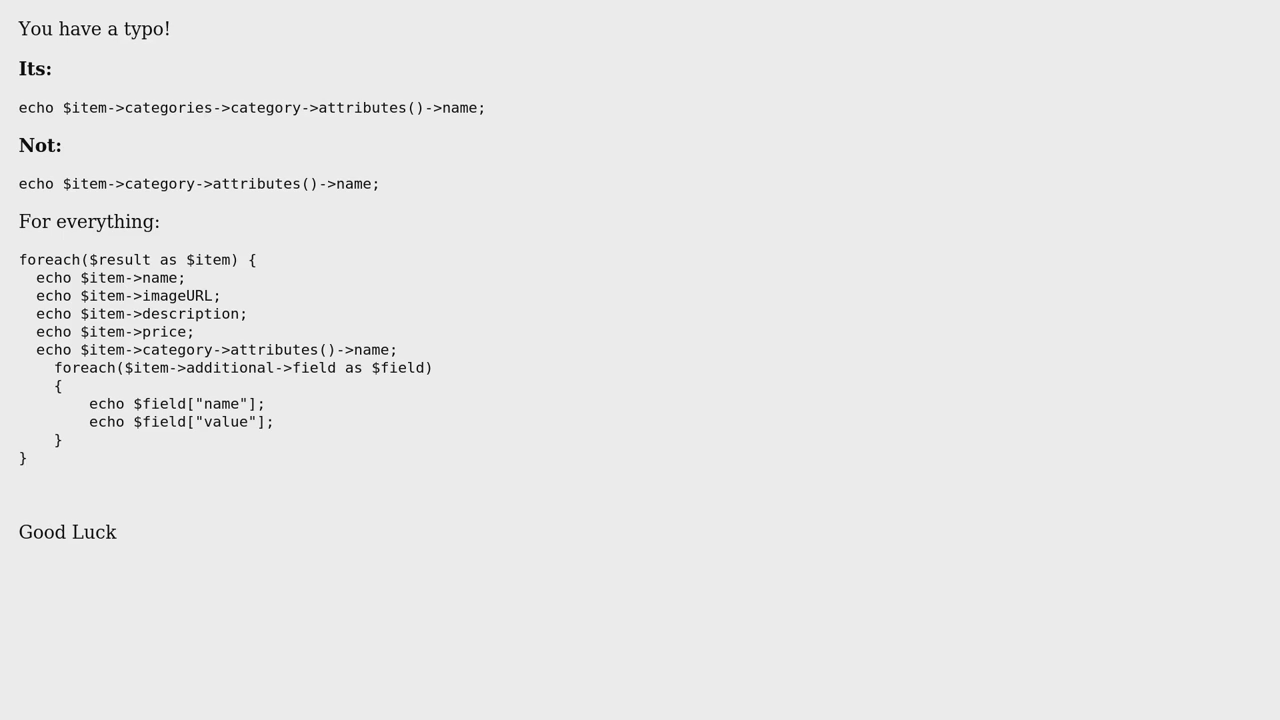 You have a typo!
Its:
echo $item->categories->category->attributes()->name;
Not:
echo $item->category->attributes()->name;
For everything:
foreach($result as $item) {
  echo $item->name;
  echo $item->imageURL;
  echo $item->description;
  echo $item->price;
  echo $item->category->attributes()->name;
    foreach($item->additional->field as $field)
    {
        echo $field["name"];
        echo $field["value"];
    }
}
Good Luck